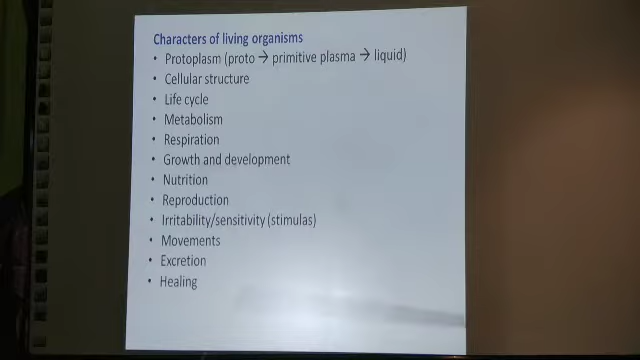 Characters of living organisms
• Protoplasm (proto → primitive plasma → liquid)
• Cellular structure
• Life cycle
• Metabolism
• Respiration
• Growth and development
• Nutrition
• Reproduction
• Irritability/sensitivity (stimulas)
• Movements
• Excretion
• Healing